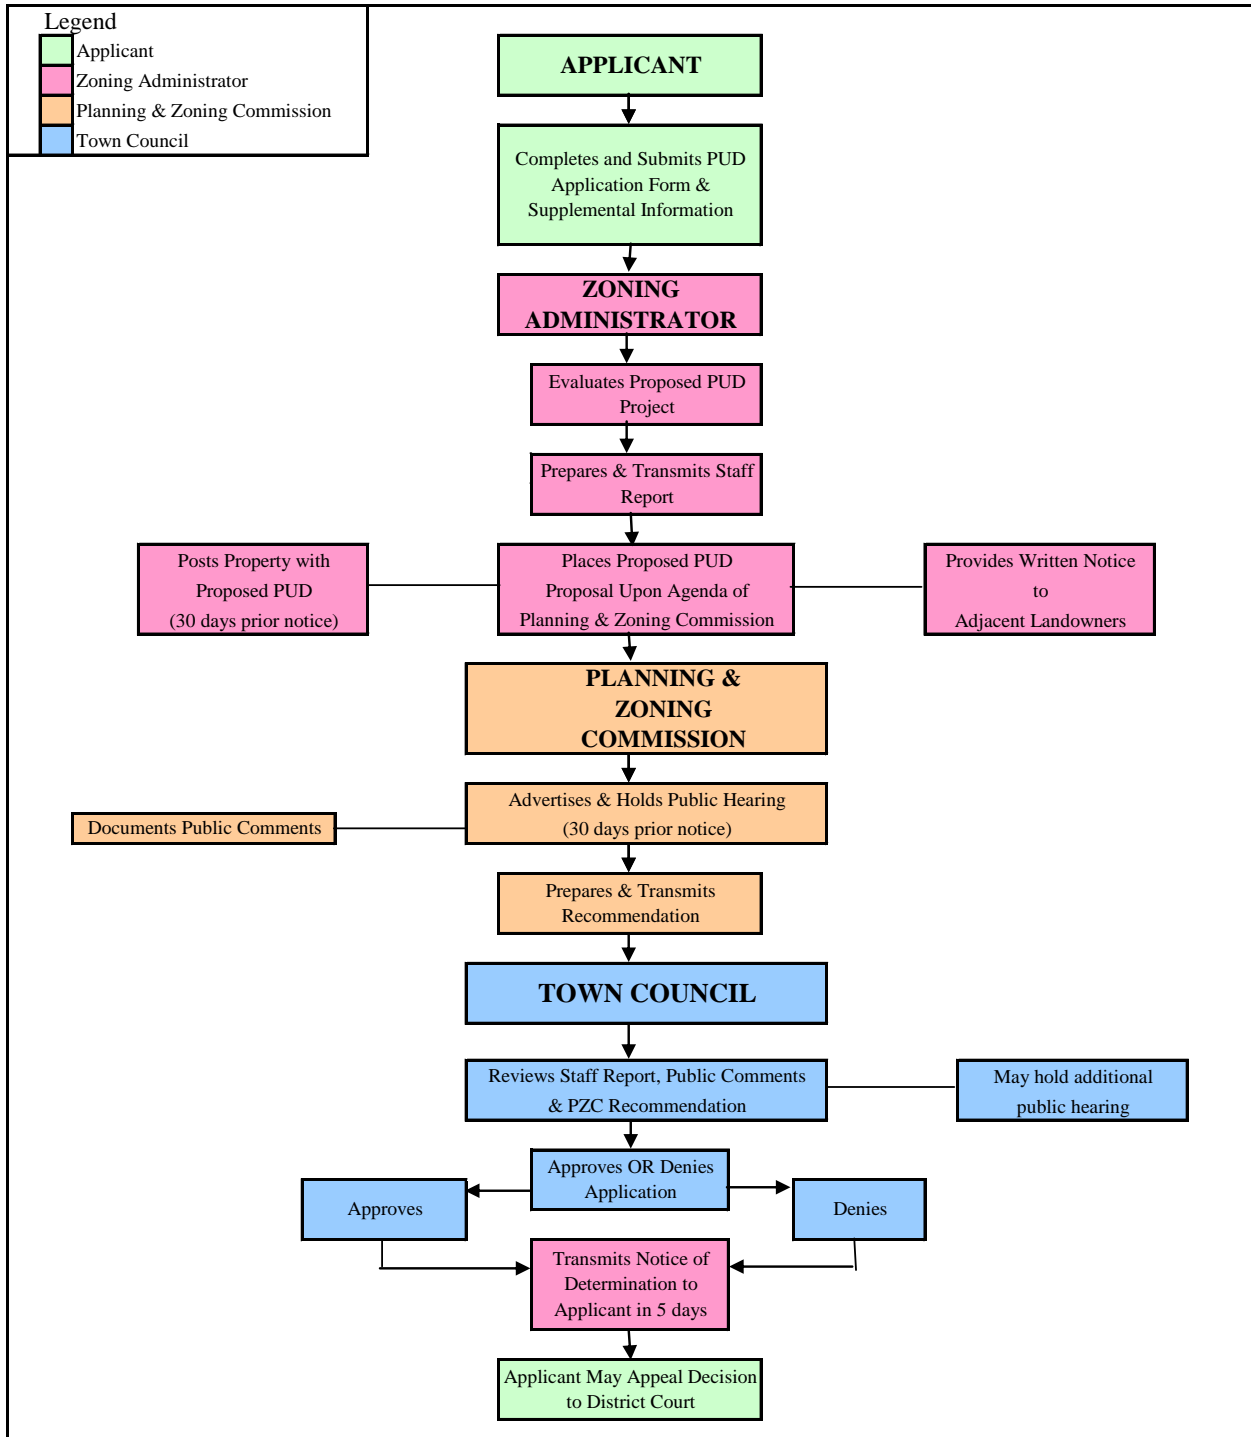 Legend
Applicant
Zoning Administrator
Planning & Zoning Commission
Town Council
APPLICANT
Completes and Submits PUD
Application Form &
Supplemental Information
ZONING
ADMINISTRATOR
Evaluates Proposed PUD
Project
Prepares & Transmits Staff
Report
Posts Property with
Proposed PUD
(30 days prior notice)
Places Proposed PUD
Proposal Upon Agenda of
Planning & Zoning Commission
Provides Written Notice
to
Adjacent Landowners
PLANNING &
ZONING
COMMISSION
Advertises & Holds Public Hearing
(30 days prior notice)
Documents Public Comments
Prepares & Transmits
Recommendation
TOWN COUNCIL
Reviews Staff Report, Public Comments
& PZC Recommendation
May hold additional
public hearing
Approves OR Denies
Application
Approves
Denies
Transmits Notice of
Determination to
Applicant in 5 days
Applicant May Appeal Decision
to District Court